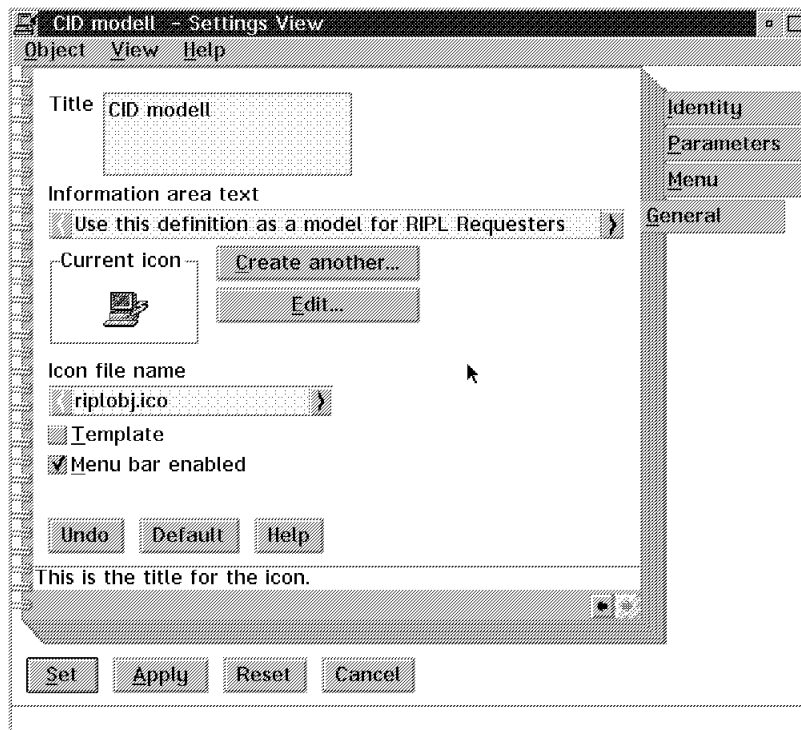 CID modell - Settings View
Object View Help
Title CID modell
Information area text
Use this definition as a model for RIPL Requesters
Current icon
Create another...
Edit...
Icon file name
riplobj.ico
Template
Menu bar enabled
Undo Default Help
This is the title for the icon.
Identity
Parameters
Menu
General
Set Apply Reset Cancel